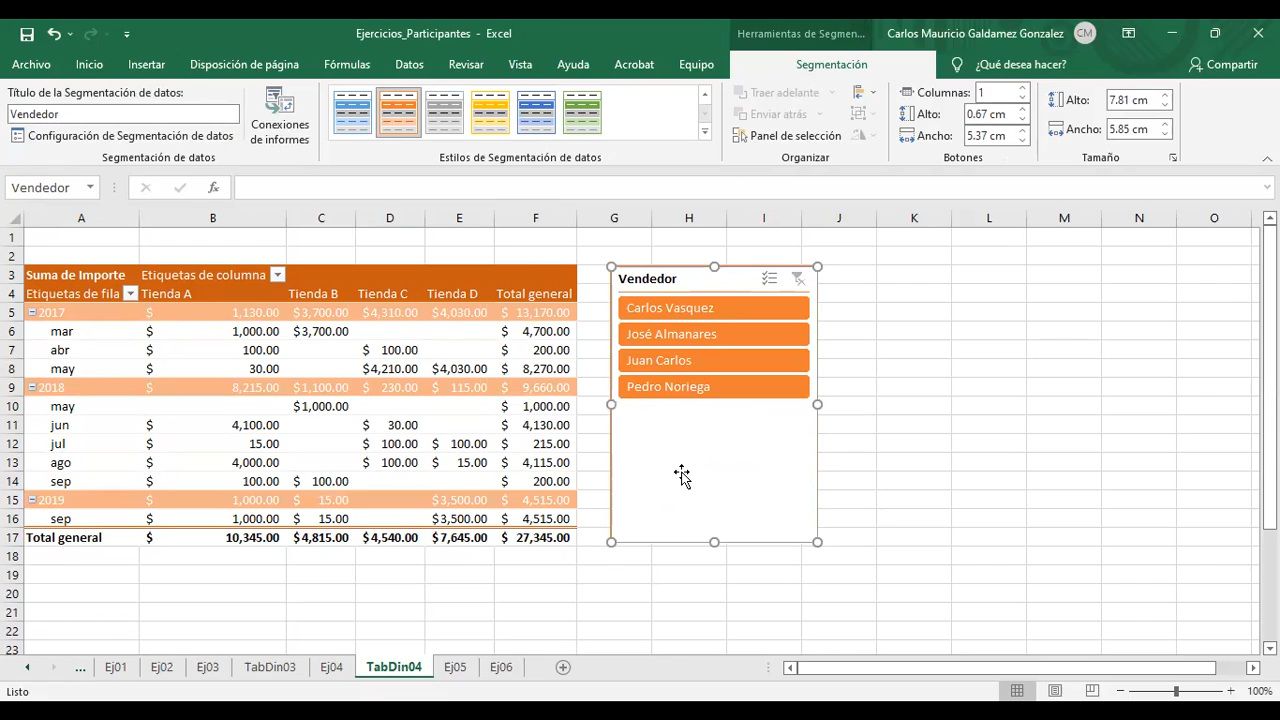 Ejercicios_Participantes - Excel
Herramientas de Segmen...
Carlos Mauricio Galdamez Gonzalez
CM
Archivo Inicio Insertar Disposición de página Fórmulas Datos Revisar Vista Ayuda Acrobat Equipo Segmentación ¿Qué desea hacer? Compartir
Título de la Segmentación de datos:
Vendedor
Configuración de Segmentación de datos
Segmentación de datos
Conexiones
de informes
Estilos de Segmentación de datos
Traer adelante
Enviar atrás
Panel de selección
Organizar
Columnas: 1
Alto: 0.67 cm
Ancho: 5.37 cm
Botones
Alto: 7.81 cm
Ancho: 5.85 cm
Tamaño
Vendedor fx
A B C D E F G H I J K L M N O
1
2
3 Suma de Importe Etiquetas de columna
4 Etiquetas de fila Tienda A Tienda B Tienda C Tienda D Total general
5 2017 $ 1,130.00 $3,700.00 $4,310.00 $4,030.00 $ 13,170.00
6 mar 1,000.00 $3,700.00 $ 4,700.00
7 abr $ 100.00 $ 100.00 $ 200.00
8 may $ 30.00 $4,210.00 $4,030.00 $ 8,270.00
9 2018 $ 8,215.00 $1,100.00 $ 230.00 $ 115.00 $ 9,660.00
10 may $1,000.00 $ 1,000.00
11 jun $ 4,100.00 $ 30.00 $ 4,130.00
12 jul $ 15.00 $ 100.00 $ 100.00 $ 215.00
13 ago $ 4,000.00 $ 100.00 $ 15.00 $ 4,115.00
14 sep $ 100.00 $ 100.00 $ 200.00
15 2019 $ 1,000.00 $ 15.00 $3,500.00 $ 4,515.00
16 sep $ 1,000.00 $ 15.00 $3,500.00 $ 4,515.00
17 Total general $ 10,345.00 $4,815.00 $4,540.00 $7,645.00 $ 27,345.00
18
19
20
21
22
23
Vendedor
Carlos Vasquez
José Almanares
Juan Carlos
Pedro Noriega
... Ej01 Ej02 Ej03 TabDin03 Ej04 TabDin04 Ej05 Ej06
Listo
100%